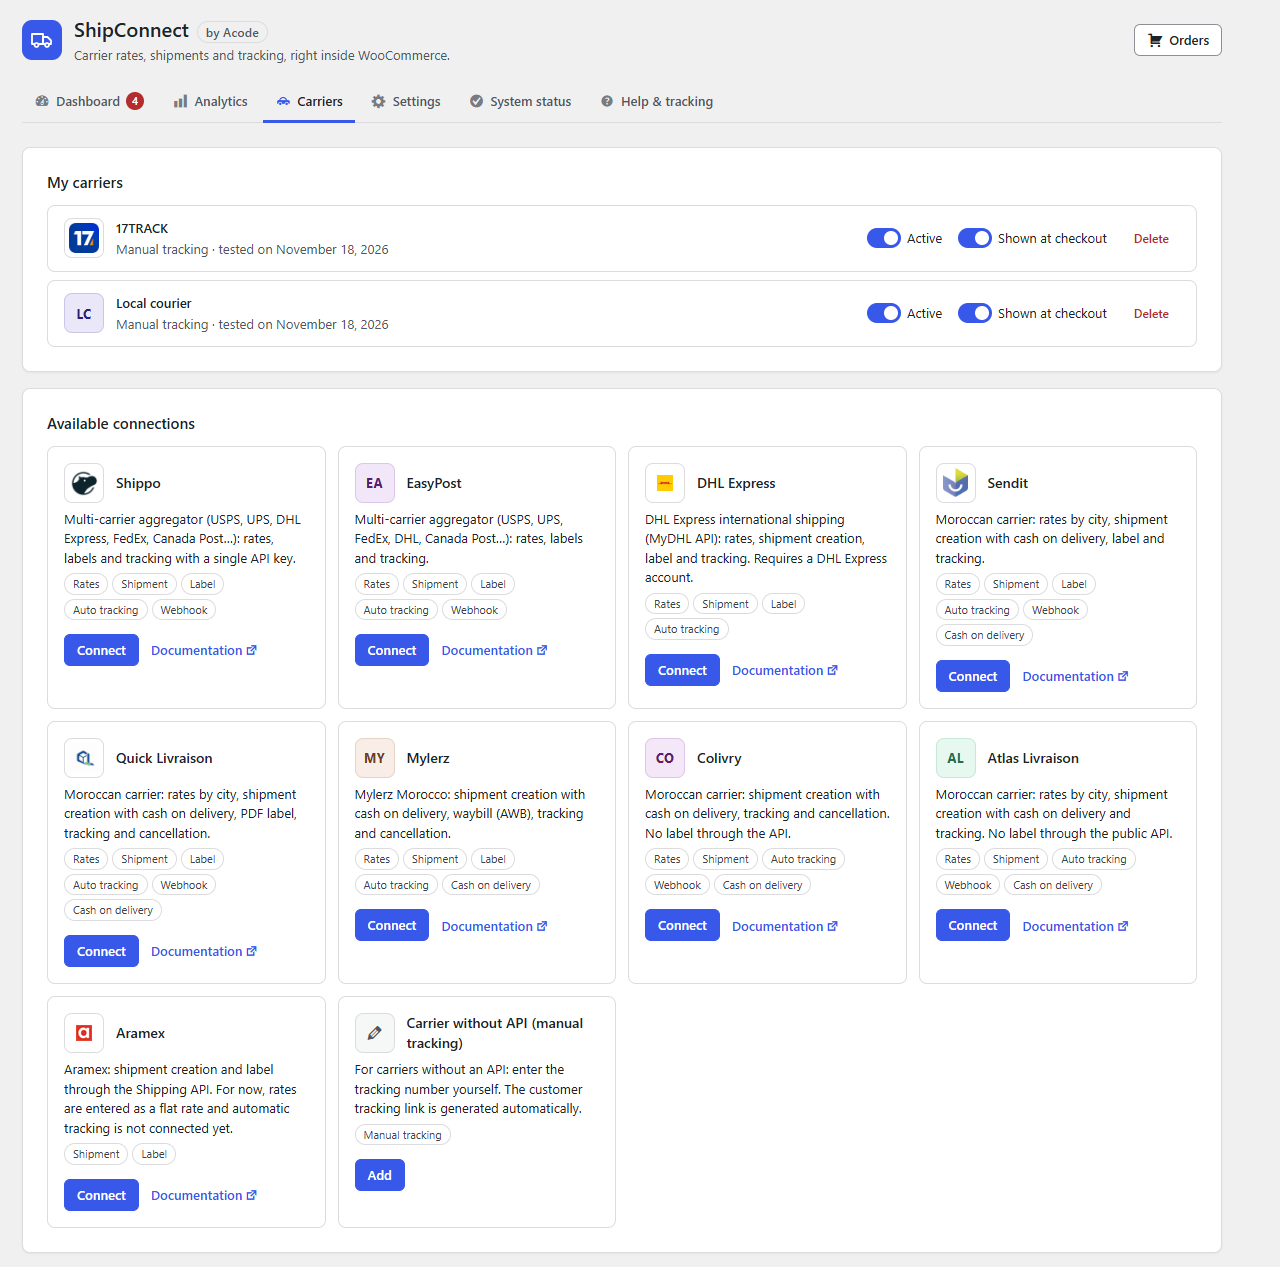 ShipConnect by Acode
Carrier rates, shipments and tracking, right inside WooCommerce.
Orders
Dashboard 4 Analytics Carriers Settings System status Help & tracking
My carriers
17
17TRACK
Manual tracking · tested on November 18, 2026
Active Shown at checkout Delete
LC
Local courier
Manual tracking · tested on November 18, 2026
Active Shown at checkout Delete
Available connections
Shippo
Multi-carrier aggregator (USPS, UPS, DHL
Express, FedEx, Canada Post...): rates,
labels and tracking with a single API key.
Rates Shipment Label
Auto tracking Webhook
Connect Documentation
EA EasyPost
Multi-carrier aggregator (USPS, UPS,
FedEx, DHL, Canada Post...): rates, labels
and tracking.
Rates Shipment Label
Auto tracking Webhook
Connect Documentation
DHL Express
DHL Express international shipping
(MyDHL API): rates, shipment creation,
label and tracking. Requires a DHL Express
account.
Rates Shipment Label
Auto tracking
Connect Documentation
Sendit
Moroccan carrier: rates by city, shipment
creation with cash on delivery, label and
tracking.
Rates Shipment Label
Auto tracking Webhook
Cash on delivery
Connect Documentation
Quick Livraison
Moroccan carrier: rates by city, shipment
creation with cash on delivery, PDF label,
tracking and cancellation.
Rates Shipment Label
Auto tracking Webhook
Cash on delivery
Connect Documentation
MY Mylerz
Mylerz Morocco: shipment creation with
cash on delivery, waybill (AWB), tracking
and cancellation.
Rates Shipment Label
Auto tracking Cash on delivery
Connect Documentation
CO Colivry
Moroccan carrier: shipment creation with
cash on delivery, tracking and cancellation.
No label through the API.
Rates Shipment Auto tracking
Webhook Cash on delivery
Connect Documentation
AL Atlas Livraison
Moroccan carrier: rates by city, shipment
creation with cash on delivery and
tracking. No label through the public API.
Rates Shipment Auto tracking
Webhook Cash on delivery
Connect Documentation
Aramex
Aramex: shipment creation and label
through the Shipping API. For now, rates
are entered as a flat rate and automatic
tracking is not connected yet.
Shipment Label
Connect Documentation
Carrier without API (manual
tracking)
For carriers without an API: enter the
tracking number yourself. The customer
tracking link is generated automatically.
Manual tracking
Add